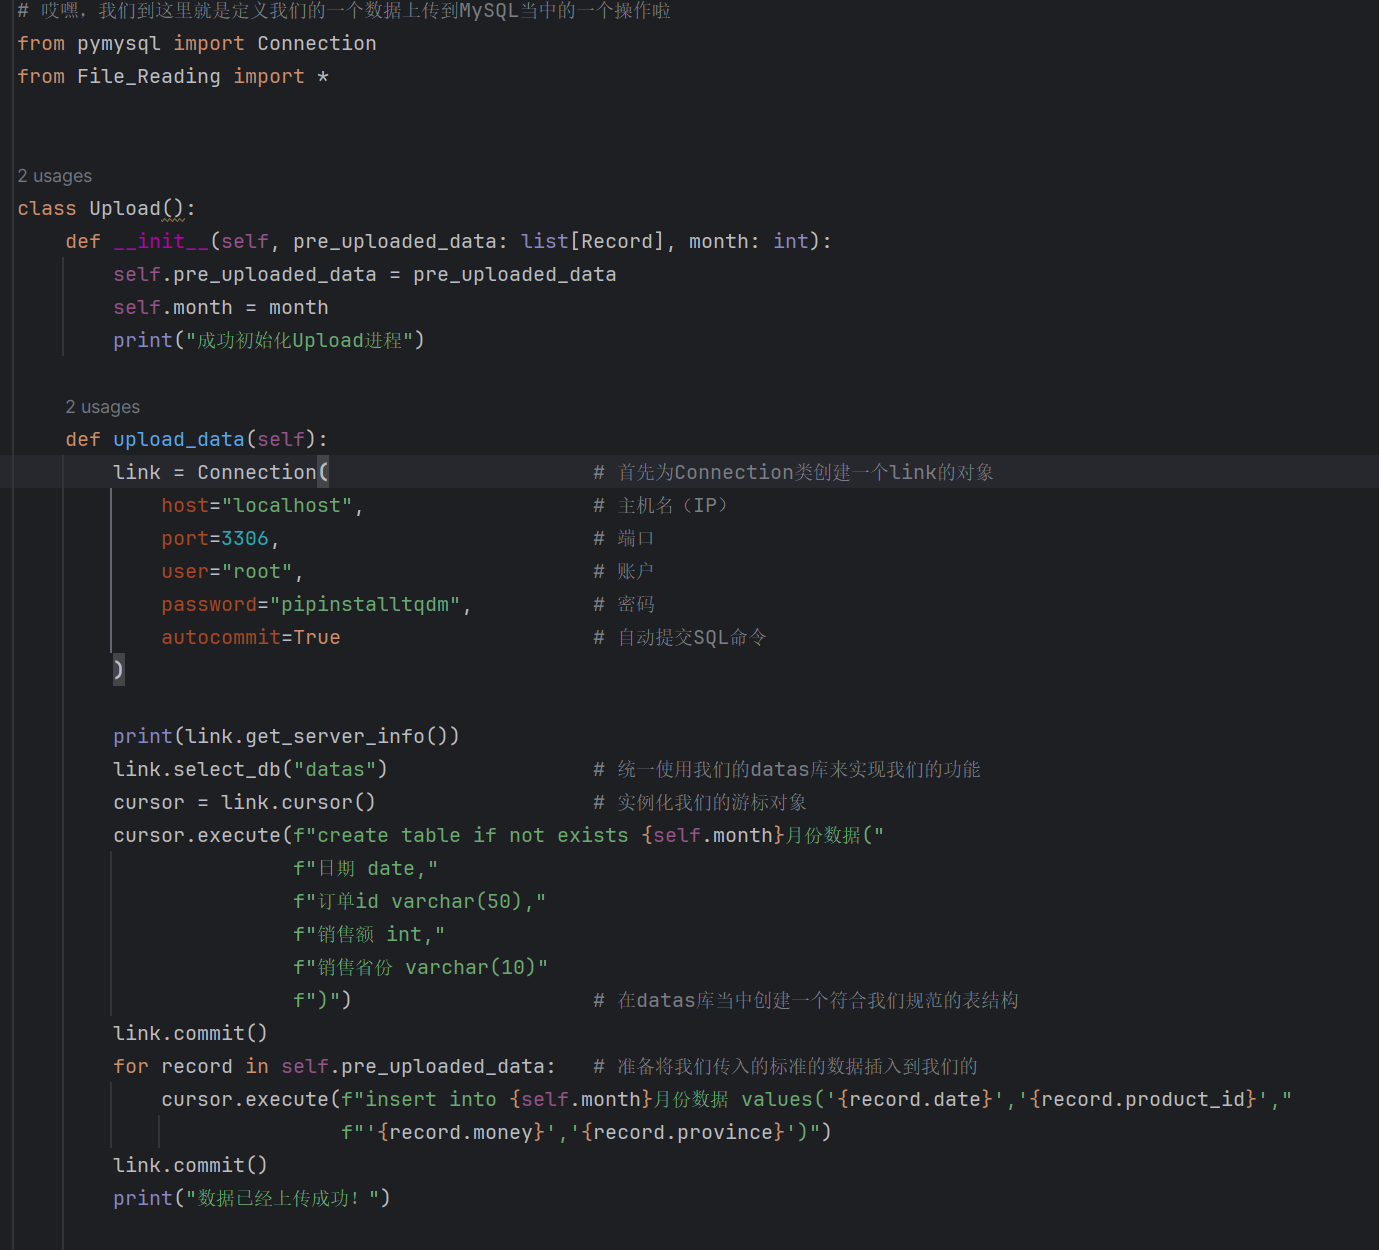 # 哎嘿，我们到这里就是定义我们的一个数据上传到MySQL当中的一个操作啦
from pymysql import Connection
from File_Reading import *
2 usages
class Upload():
def __init__(self, pre_uploaded_data: list[Record], month: int):
self.pre_uploaded_data = pre_uploaded_data
self.month = month
print("成功初始化Upload进程")
2 usages
def upload_data(self):
link = Connection( # 首先为Connection类创建一个link的对象
host="localhost", # 主机名（IP）
port=3306, # 端口
user="root", # 账户
password="pipinstalltqdm", # 密码
autocommit=True # 自动提交SQL命令
)
print(link.get_server_info())
link.select_db("datas") # 统一使用我们的datas库来实现我们的功能
cursor = link.cursor() # 实例化我们的游标对象
cursor.execute(f"create table if not exists {self.month}月份数据("
f"日期 date,"
f"订单id varchar(50),"
f"销售额 int,"
f"销售省份 varchar(10)"
f")") # 在datas库当中创建一个符合我们规范的表结构
link.commit()
for record in self.pre_uploaded_data: # 准备将我们传入的标准的数据插入到我们的
cursor.execute(f"insert into {self.month}月份数据 values('{record.date}','{record.product_id}',"
f"'{record.money}','{record.province}')")
link.commit()
print("数据已经上传成功！")